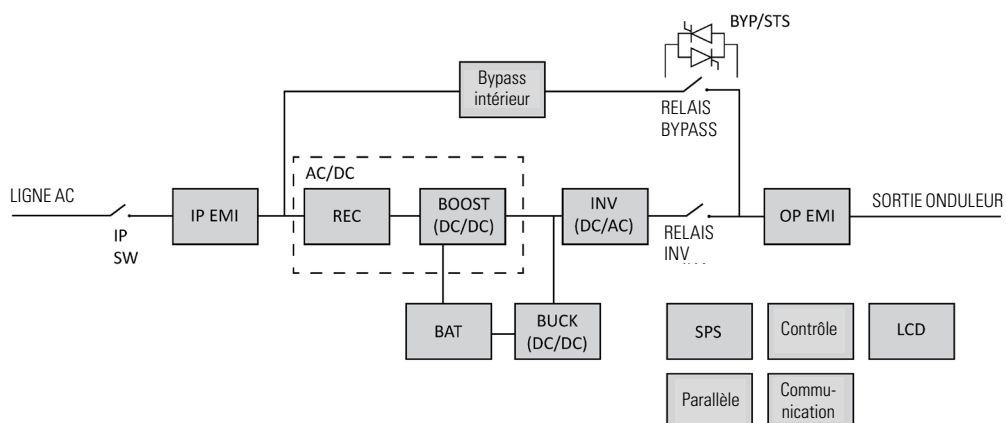 BYP/STS
Bypass
intérieur
RELAIS
BYPASS
AC/DC
LIGNE AC
IP
SW
IP EMI
REC
BOOST
(DC/DC)
INV
(DC/AC)
RELAIS
INV
OP EMI
SORTIE ONDULEUR
BAT
BUCK
(DC/DC)
SPS
Contrôle
LCD
Parallèle
Commu-
nication